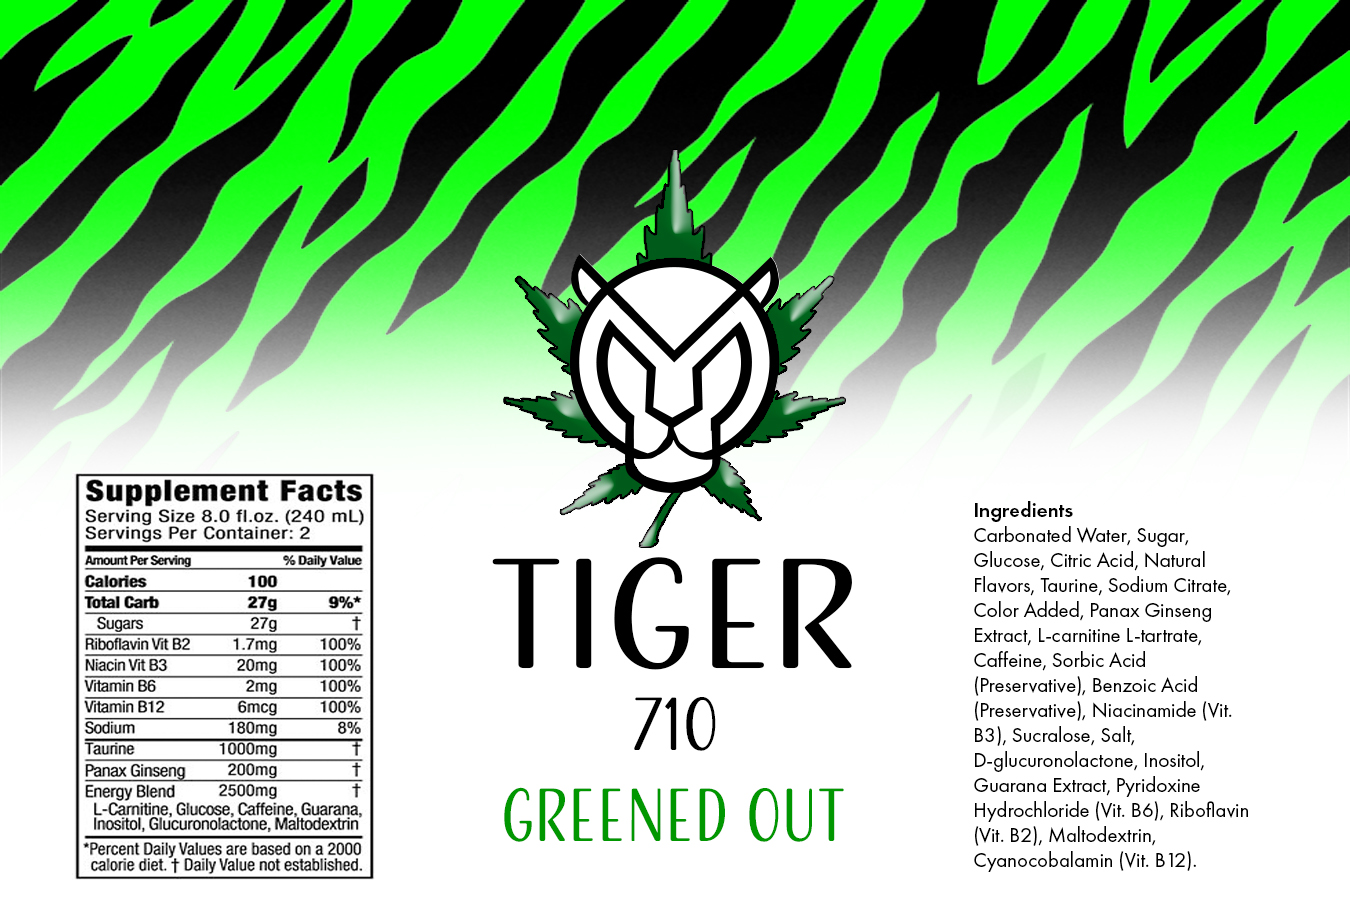 Supplement Facts
Serving Size 8.0 fl.oz. (240 mL)
Servings Per Container: 2
Amount Per Serving % Daily Value
Calories 100
Total Carb 27g 9%*
Sugars 27g †
Riboflavin Vit B2 1.7mg 100%
Niacin Vit B3 20mg 100%
Vitamin B6 2mg 100%
Vitamin B12 6mcg 100%
Sodium 180mg 8%
Taurine 1000mg †
Panax Ginseng 200mg †
Energy Blend 2500mg †
L-Carnitine, Glucose, Caffeine, Guarana,
Inositol, Glucuronolactone, Maltodextrin
*Percent Daily Values are based on a 2000
calorie diet. † Daily Value not established.
TIGER
710
GREENED OUT
Ingredients
Carbonated Water, Sugar,
Glucose, Citric Acid, Natural
Flavors, Taurine, Sodium Citrate,
Color Added, Panax Ginseng
Extract, L-carnitine L-tartrate,
Caffeine, Sorbic Acid
(Preservative), Benzoic Acid
(Preservative), Niacinamide (Vit.
B3), Sucralose, Salt,
D-glucuronolactone, Inositol,
Guarana Extract, Pyridoxine
Hydrochloride (Vit. B6), Riboflavin
(Vit. B2), Maltodextrin,
Cyanocobalamin (Vit. B12).